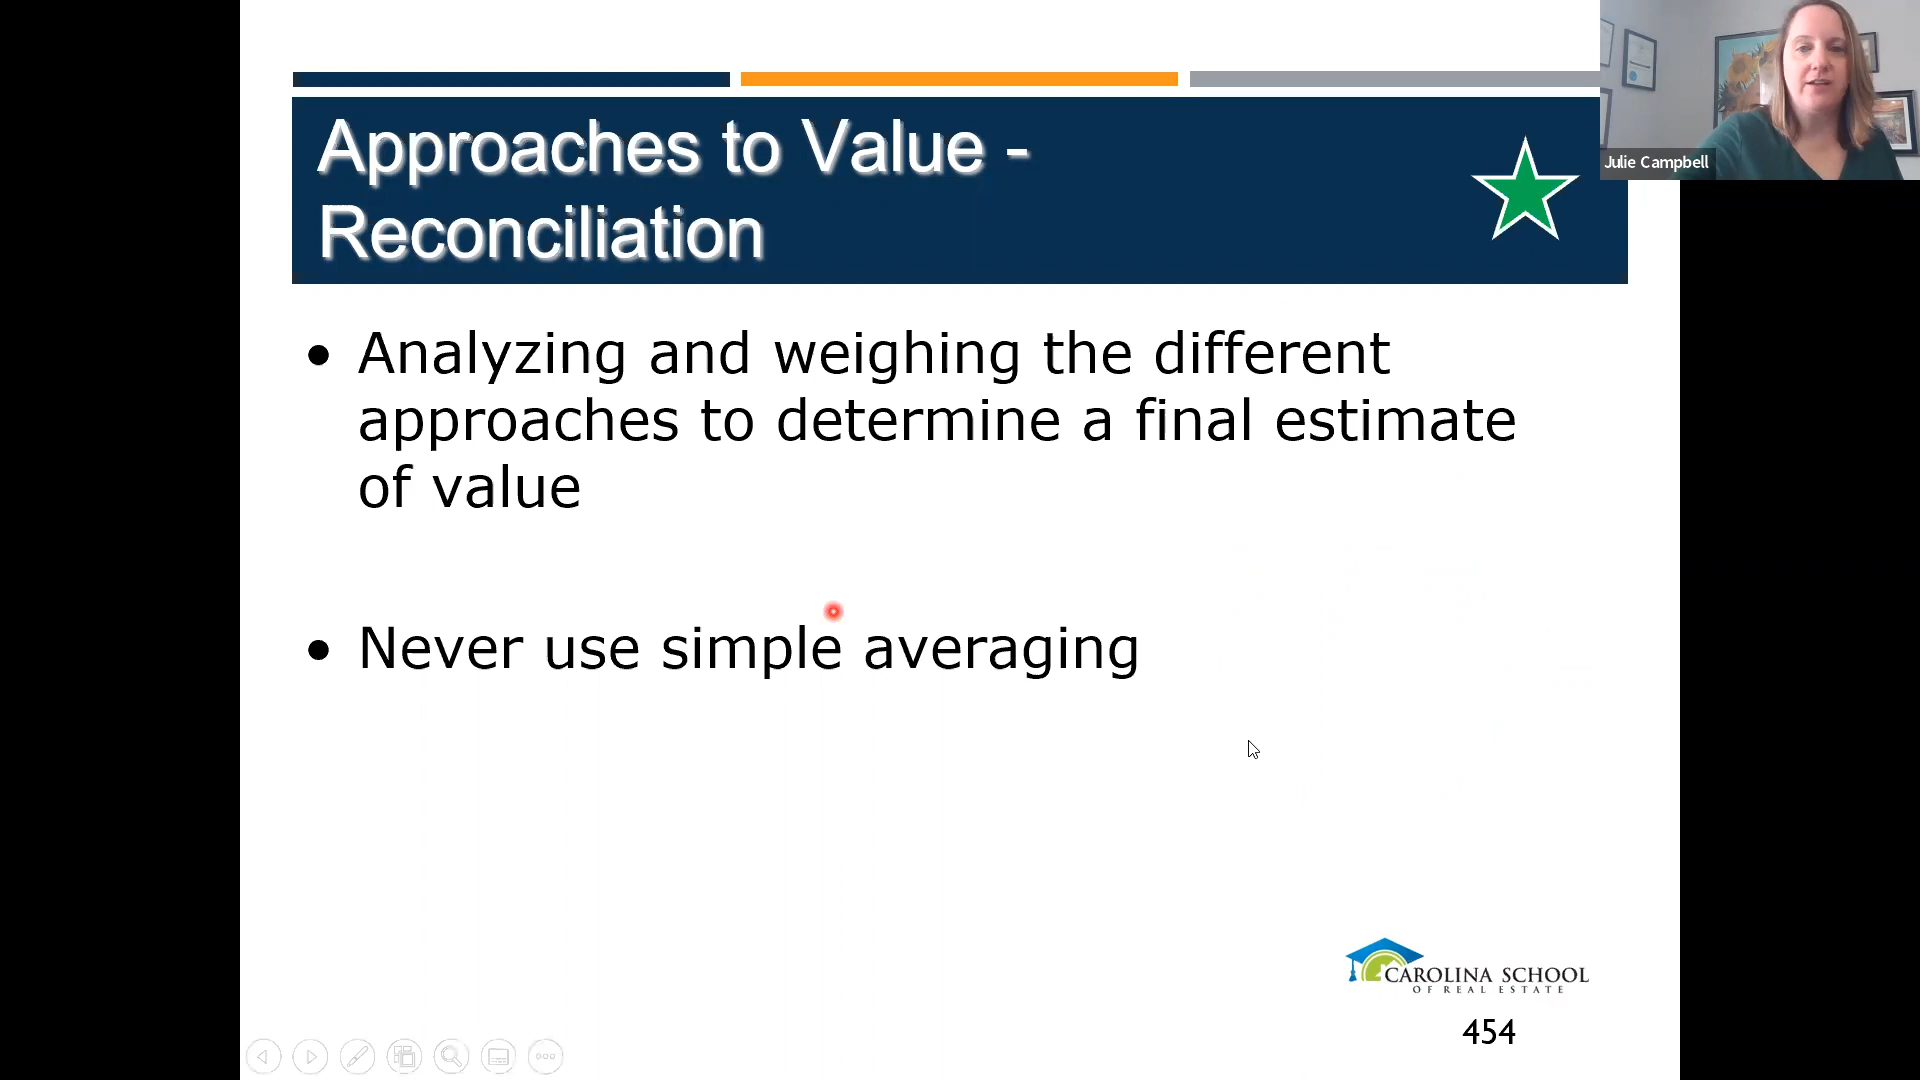 Approaches to Value -
Reconciliation
Julie Campbell
• Analyzing and weighing the different
approaches to determine a final estimate
of value
• Never use simple averaging
CAROLINA SCHOOL
OF REAL ESTATE
454